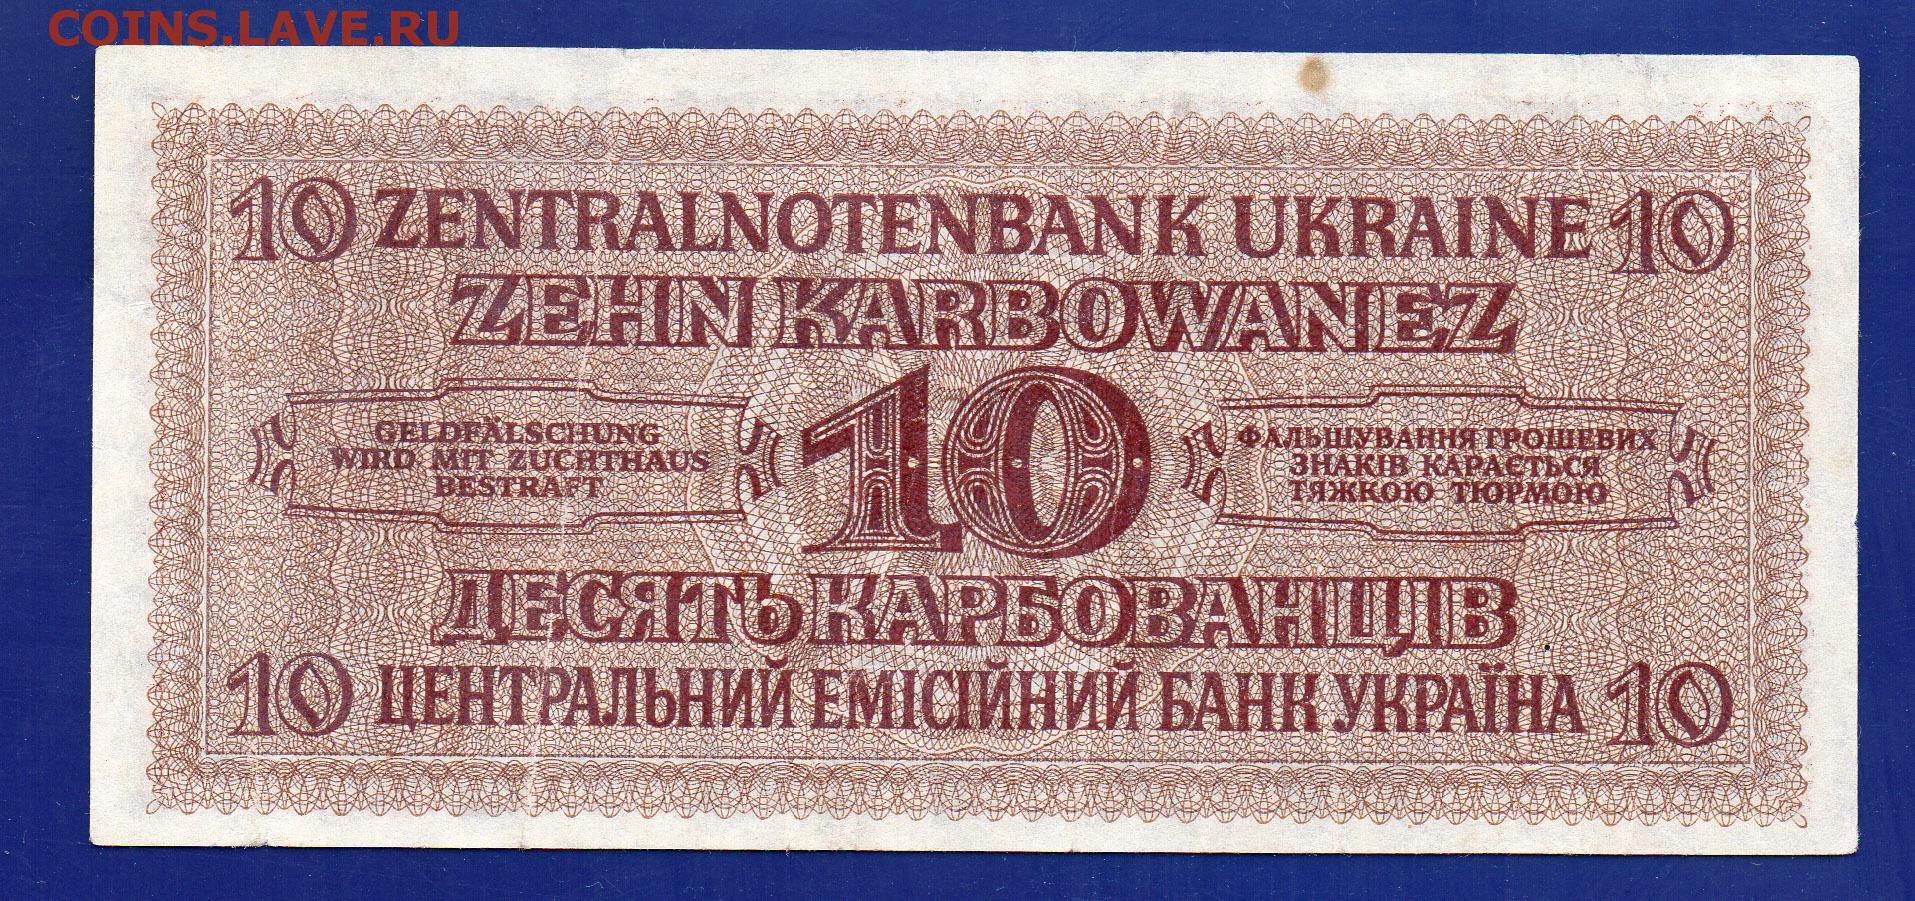 COINS.LAVE.RU
10 ZENTRALNOTENBANK UKRAINE 10
ZEHN KARBOWANEZ
GELDFÄLSCHUNG
WIRD MIT ZUCHTHAUS
BESTRAFT
10
ФАЛЬШУВАННЯ ГРОШЕВИХ
ЗНАКІВ КАРАЄТЬСЯ
ТЯЖКОЮ ТЮРМОЮ
ДЕСЯТЬ КАРБОВАНЦІВ
10 ЦЕНТРАЛЬНИЙ ЕМІСІЙНИЙ БАНК УКРАЇНА 10